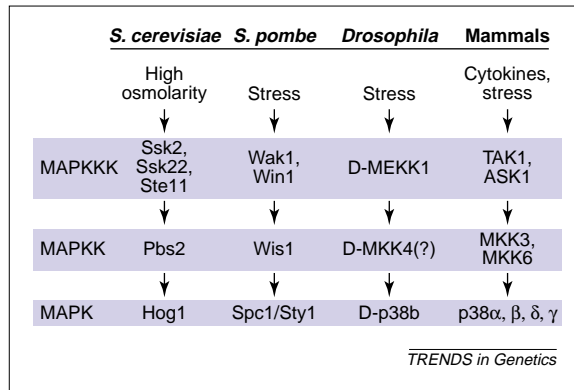 S. cerevisiae S. pombe Drosophila Mammals
High osmolarity Stress Stress Cytokines, stress
MAPKKK Ssk2, Ssk22, Ste11 Wak1, Win1 D-MEKK1 TAK1, ASK1
MAPKK Pbs2 Wis1 D-MKK4(?) MKK3, MKK6
MAPK Hog1 Spc1/Sty1 D-p38b p38α, β, δ, γ
TRENDS in Genetics